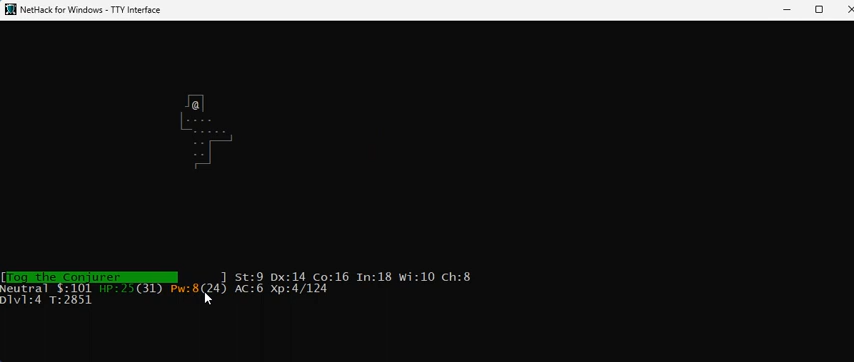 NetHack for Windows - TTY Interface
@
[Tog the Conjurer ] St:9 Dx:14 Co:16 In:18 Wi:10 Ch:8
Neutral $:101 HP:25(31) Pw:8(24) AC:6 Xp:4/124
Dlvl:4 T:2851